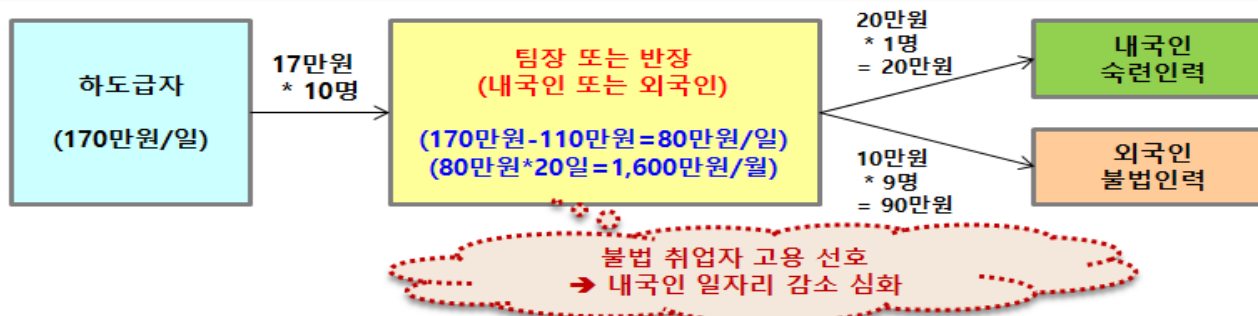 하도급자
(170만원/일)
17만원
* 10명
팀장 또는 반장
(내국인 또는 외국인)
(170만원-110만원=80만원/일)
(80만원*20일=1,600만원/월)
20만원
* 1명
= 20만원
내국인
숙련인력
10만원
* 9명
= 90만원
외국인
불법인력
불법 취업자 고용 선호
➔ 내국인 일자리 감소 심화